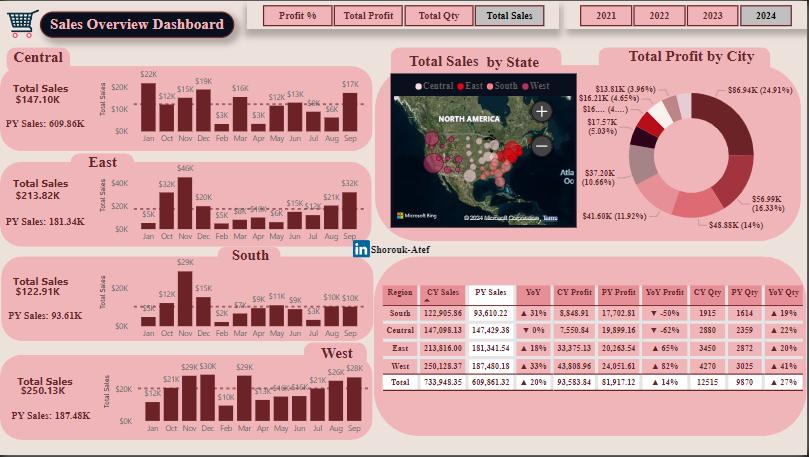 Sales Overview Dashboard
Profit % Total Profit Total Qty Total Sales
2021 2022 2023 2024
Central
Total Sales
$147.10K
PY Sales: 609.86K
Total Sales
$20K
$10K
$0K
$22K $12K $15K $19K $3K $16K $3K $12K $13K $6K $17K
Jan Oct Nov Dec Feb Mar Apr May Jun Jul Aug Sep
East
Total Sales
$213.82K
PY Sales: 181.34K
Total Sales
$40K
$20K
$0K
$5K $32K $46K $20K $5K $8K $10K $6K $15K $12K $21K $32K
Jan Oct Nov Dec Feb Mar Apr May Jun Jul Aug Sep
South
Total Sales
$122.91K
PY Sales: 93.61K
Total Sales
$20K
$0K
$5K $12K $29K $15K $2K $7K $9K $11K $9K $3K $10K $10K
Jan Oct Nov Dec Feb Mar Apr May Jun Jul Aug Sep
West
Total Sales
$250.13K
PY Sales: 187.48K
Total Sales
$20K
$0K
$12K $21K $29K $30K $10K $29K $13K $16K $16K $21K $26K $28K
Jan Oct Nov Dec Feb Mar Apr May Jun Jul Aug Sep
Total Sales by State
Central East South West
NORTH AMERICA
Atla
Oc
Microsoft Bing
© 2024 Microsoft Corporation Terms
Total Profit by City
$86.94K (24.91%)
$56.99K
(16.33%)
$48.88K (14%)
$41.60K (11.92%)
$37.20K
(10.66%)
$17.57K
(5.03%)
$16.... (4....)
$16.21K (4.65%)
$13.81K (3.96%)
in Shorouk-Atef
Region CY Sales PY Sales YoY CY Profit PY Profit YoY Profit CY Qty PY Qty YoY Qty
South 122,905.86 93,610.22 ▲ 31% 8,848.91 17,702.81 ▼ -50% 1915 1614 ▲ 19%
Central 147,098.13 147,429.38 ▼ 0% 7,550.84 19,899.16 ▼ -62% 2880 2359 ▲ 22%
East 213,816.00 181,341.54 ▲ 18% 33,375.13 20,263.54 ▲ 65% 3450 2872 ▲ 20%
West 250,128.37 187,480.18 ▲ 33% 43,808.96 24,051.61 ▲ 82% 4270 3025 ▲ 41%
Total 733,948.35 609,861.32 ▲ 20% 93,583.84 81,917.12 ▲ 14% 12515 9870 ▲ 27%